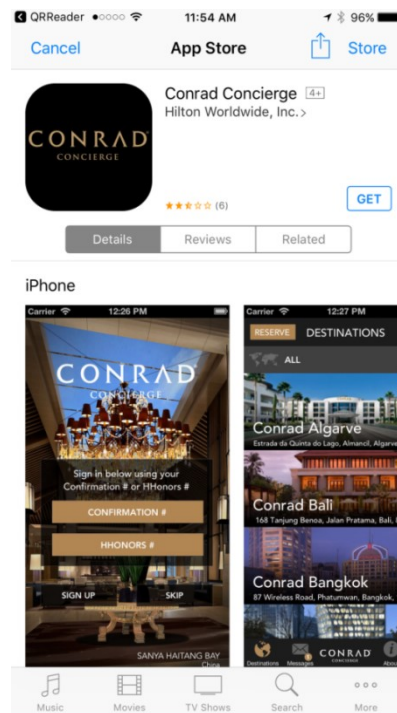 QRReader 11:54 AM 96%
Cancel App Store Store
Conrad Concierge 4+
Hilton Worldwide, Inc. >
CONRAD
CONCIERGE
(6)
GET
Details Reviews Related
iPhone
Carrier 12:26 PM
CONRAD
CONCIERGE
Sign in below using your
Confirmation # or HHonors #
CONFIRMATION #
HHONORS #
SIGN UP SKIP
SANYA HAITANG BAY
China
Carrier 12:27 PM
RESERVE DESTINATIONS
ALL
Conrad Algarve
Estrada da Quinta do Lago, Almancil, Algarve
Conrad Bali
168 Tanjung Benoa, Jalan Pratama, Bali, I
Conrad Bangkok
87 Wireless Road, Phatumwan, Bangkok,
Destinations Messages CONRAD Abou
CONCIERGE
Music Movies TV Shows Search More